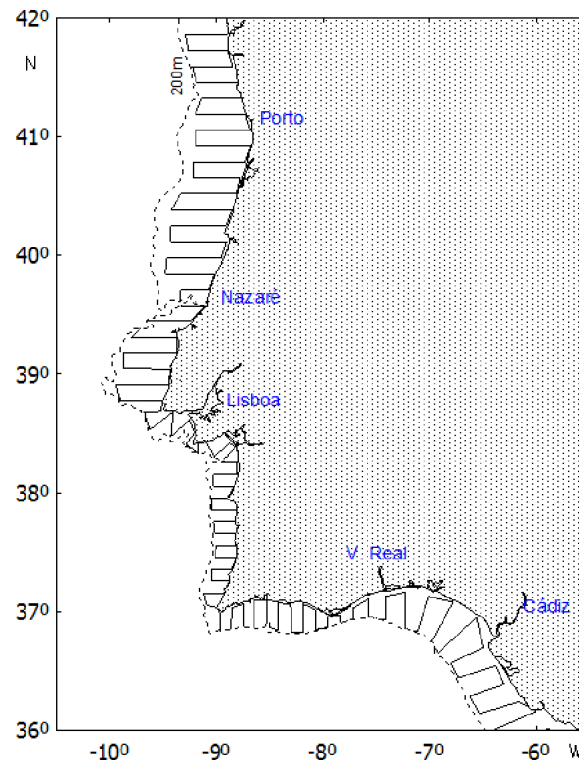 42⁰
N
200m
Porto
41⁰
40⁰
Nazaré
39⁰
Lisboa
38⁰
V Real
37⁰
Cádiz
36⁰
-10⁰ -9⁰ -8⁰ -7⁰ -6⁰ W